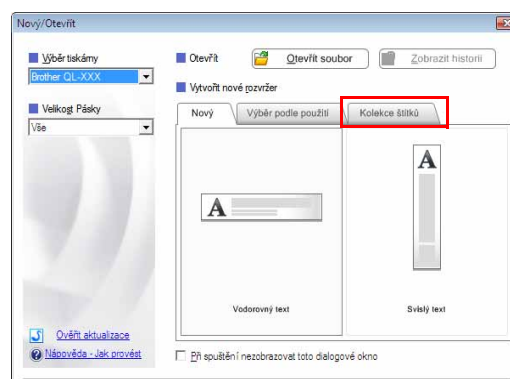 Nový/Otevřít
Výběr tiskárny
Brother QL-XXX
Velikost Pásky
Vše
Ověřit aktualizace
Nápověda - Jak provést
Otevřít
Otevřít soubor
Zobrazit historii
Vytvořit nové rozvržer
Nový
Výběr podle použití
Kolekce štítků
A
A
Vodorovný text
Svislý text
Při spuštění nezobrazovat toto dialogové okno